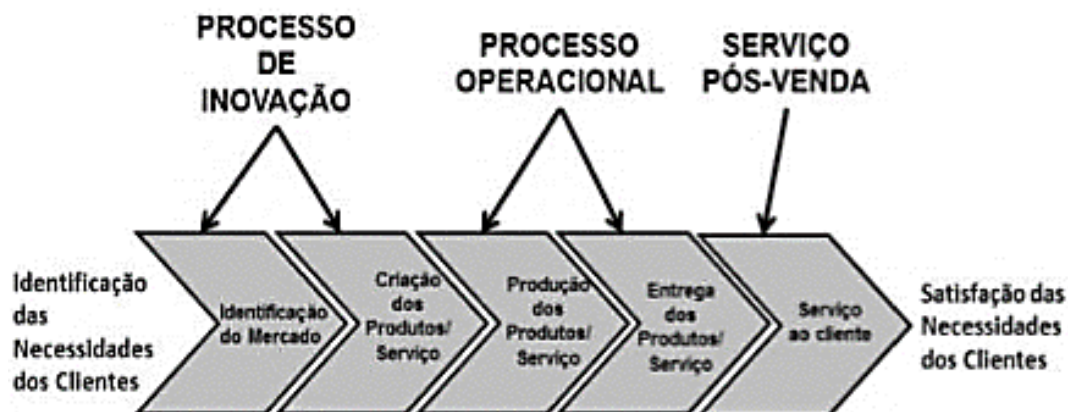 PROCESSO
DE
INOVAÇÃO
PROCESSO
OPERACIONAL
SERVIÇO
PÓS-VENDA
Identificação
das
Necessidades
dos Clientes
Identificação
do Mercado
Criação
dos
Produtos/
Serviço
Produção
dos
Produtos/
Serviço
Entrega
dos
Produtos/
Serviço
Serviço
ao cliente
Satisfação das
Necessidades
dos Clientes